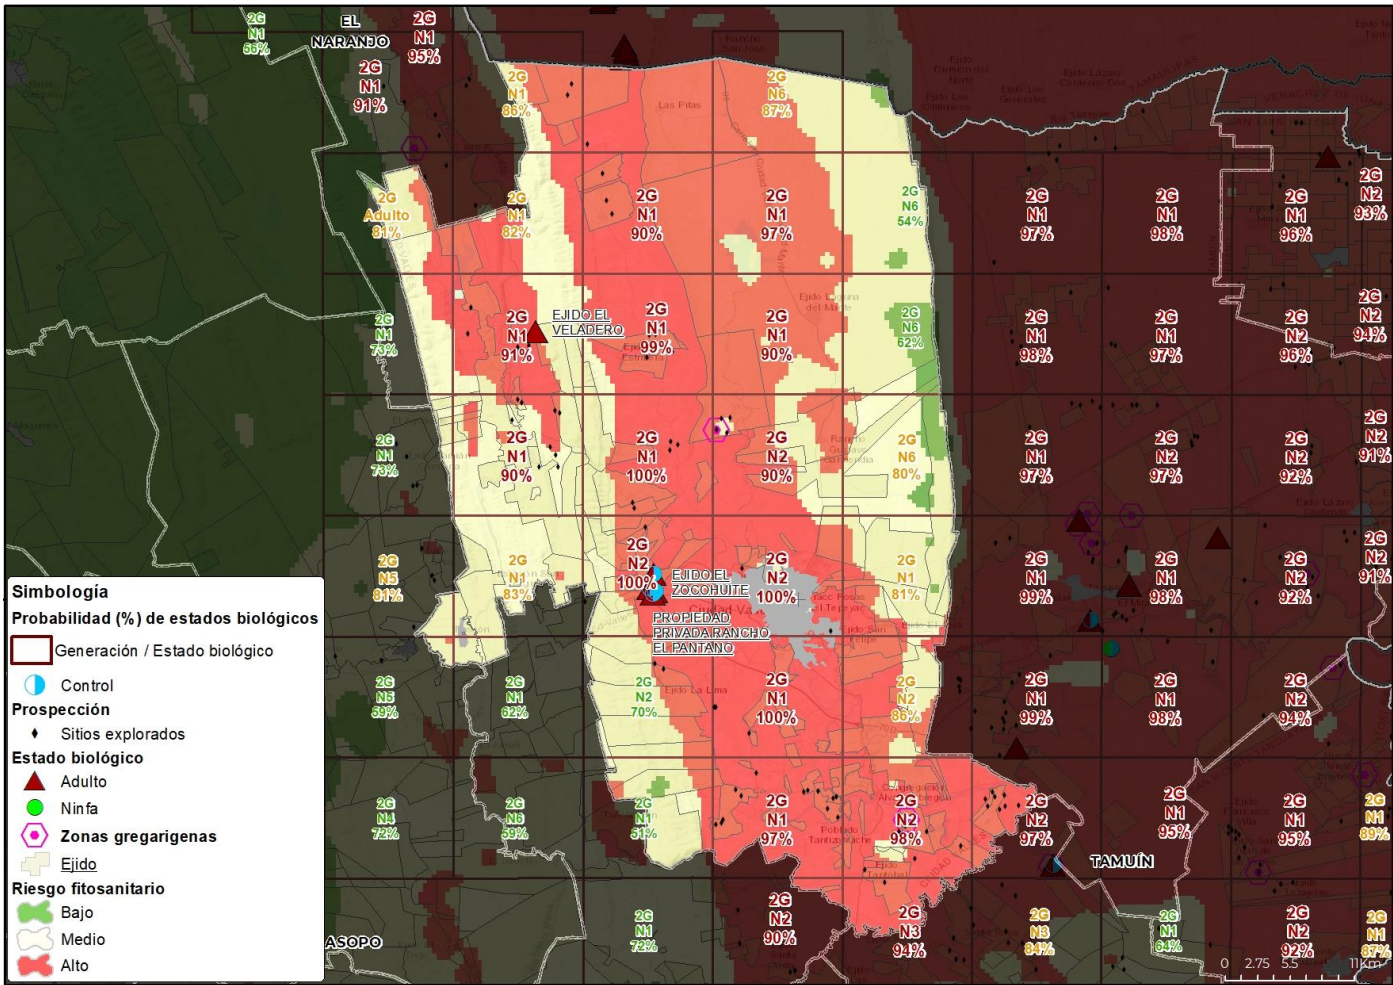 2G
N1
56%
EL
NARANJO
2G
N1
95%
2G
N1
91%
2G
N1
86%
2G
N6
87%
Las Pitas
Rancho
San José
2G
Adulto
81%
2G
N1
82%
2G
N1
90%
2G
N1
97%
2G
N6
54%
2G
N1
97%
2G
N1
98%
2G
N1
96%
2G
N2
93%
2G
N1
73%
2G
N1
91%
EJIDO EL
VELADERO
2G
N1
99%
2G
N1
90%
2G
N6
62%
2G
N1
98%
2G
N1
97%
2G
N2
96%
2G
N2
94%
2G
N1
73%
2G
N1
90%
2G
N1
100%
2G
N2
90%
2G
N6
80%
2G
N1
97%
2G
N2
97%
2G
N2
92%
2G
N2
91%
2G
N5
81%
2G
N1
83%
2G
N2
100%
EJIDO EL
ZOCOHUITE
2G
N2
100%
2G
N1
81%
2G
N1
99%
2G
N1
98%
2G
N2
92%
2G
N2
91%
PROPIEDAD
PRIVADA RANCHO
EL PANTANO
2G
N5
59%
2G
N1
62%
2G
N2
70%
Ejido La Lima
2G
N1
100%
2G
N2
86%
2G
N1
99%
2G
N1
98%
2G
N2
94%
2G
N4
72%
2G
N6
59%
2G
N1
51%
2G
N1
97%
2G
N2
98%
2G
N2
97%
2G
N1
95%
2G
N1
95%
2G
N1
89%
TAMUÍN
2G
N1
72%
2G
N2
90%
2G
N3
94%
2G
N3
84%
2G
N1
64%
2G
N2
92%
2G
N1
87%
ASOPO
Simbología
Probabilidad (%) de estados biológicos
Generación / Estado biológico
Control
Prospección
Sitios explorados
Estado biológico
Adulto
Ninfa
Zonas gregarigenas
Ejido
Riesgo fitosanitario
Bajo
Medio
Alto
0 2.75 5.5 11Km